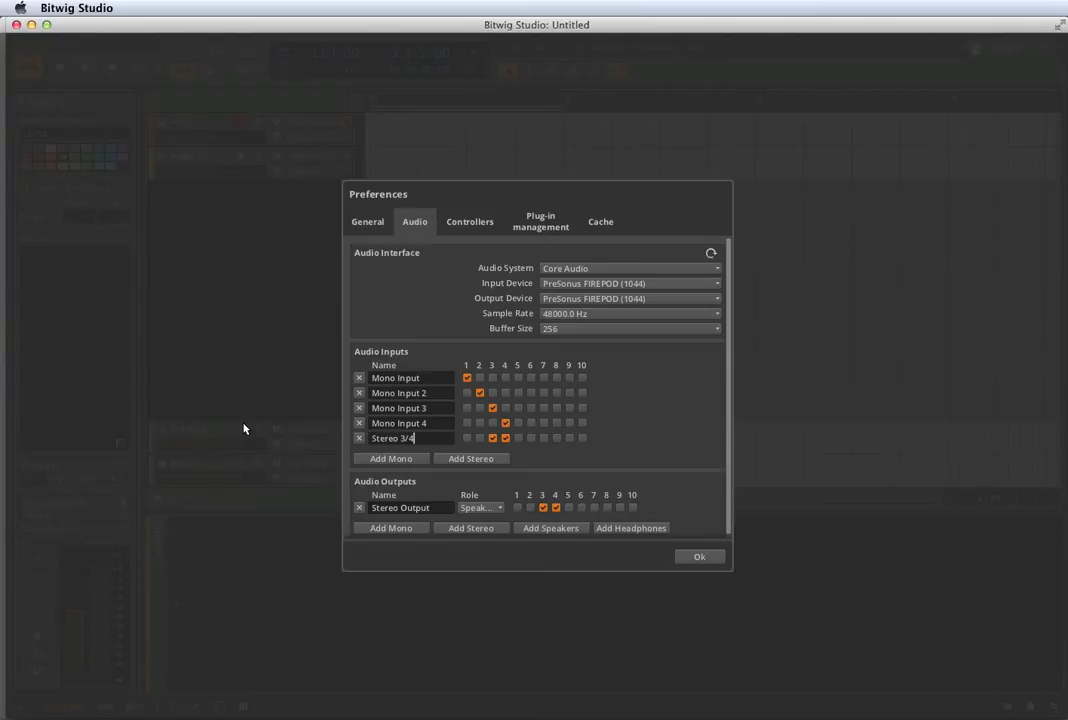 Bitwig Studio
Bitwig Studio: Untitled
Preferences
General Audio Controllers Plug-in management Cache
Audio Interface
Audio System Core Audio
Input Device PreSonus FIREPOD (1044)
Output Device PreSonus FIREPOD (1044)
Sample Rate 48000.0 Hz
Buffer Size 256
Audio Inputs
Name 1 2 3 4 5 6 7 8 9 10
Mono Input
Mono Input 2
Mono Input 3
Mono Input 4
Stereo 3/4
Add Mono Add Stereo
Audio Outputs
Name Role 1 2 3 4 5 6 7 8 9 10
Stereo Output Speak...
Add Mono Add Stereo Add Speakers Add Headphones
Ok